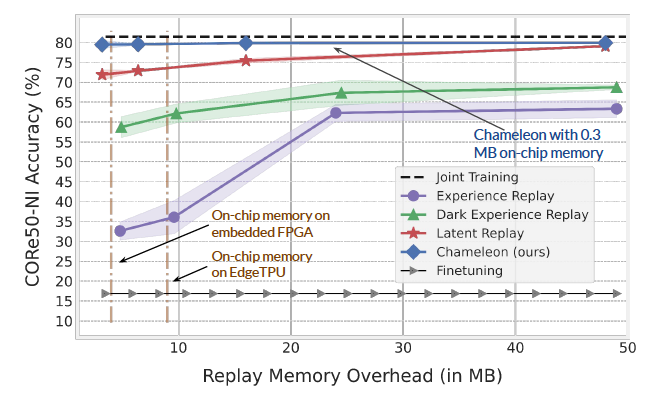 CORe50-NI Accuracy (%)
80
75
70
65
60
55
50
45
40
35
30
25
20
15
10
Chameleon with 0.3
MB on-chip memory
Joint Training
Experience Replay
Dark Experience Replay
Latent Replay
Chameleon (ours)
Finetuning
On-chip memory on
embedded FPGA
On-chip memory
on EdgeTPU
10
20
30
40
50
Replay Memory Overhead (in MB)